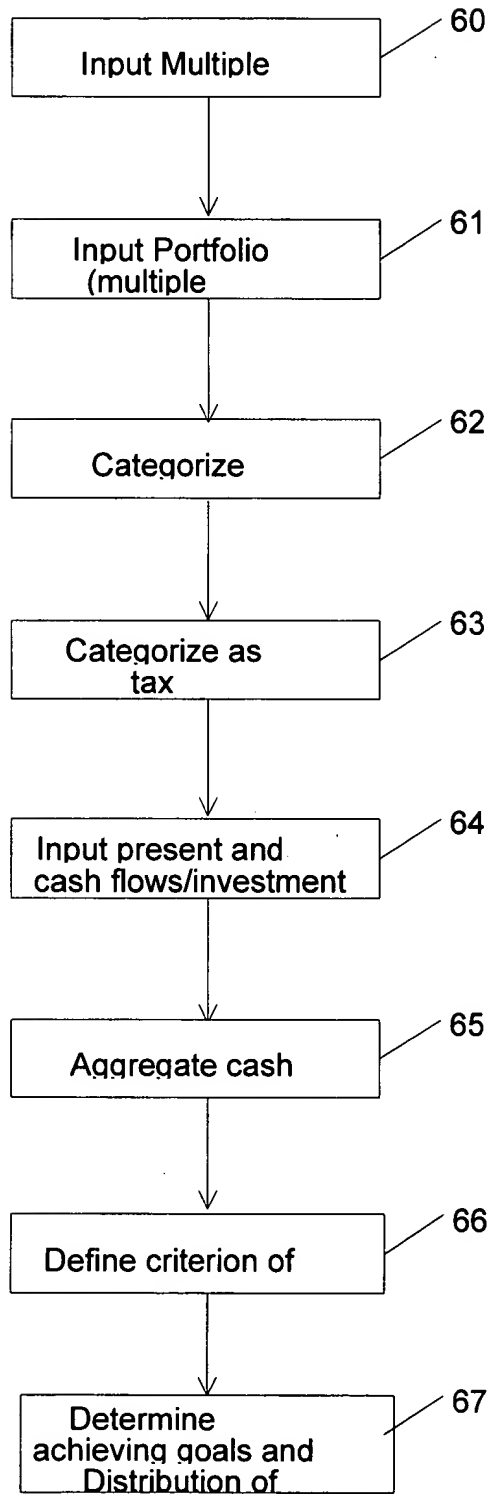 60
Input Multiple
61
Input Portfolio
(multiple
62
Categorize
63
Categorize as
tax
64
Input present and
cash flows/investment
65
Aggregate cash
66
Define criterion of
67
Determine
achieving goals and
Distribution of